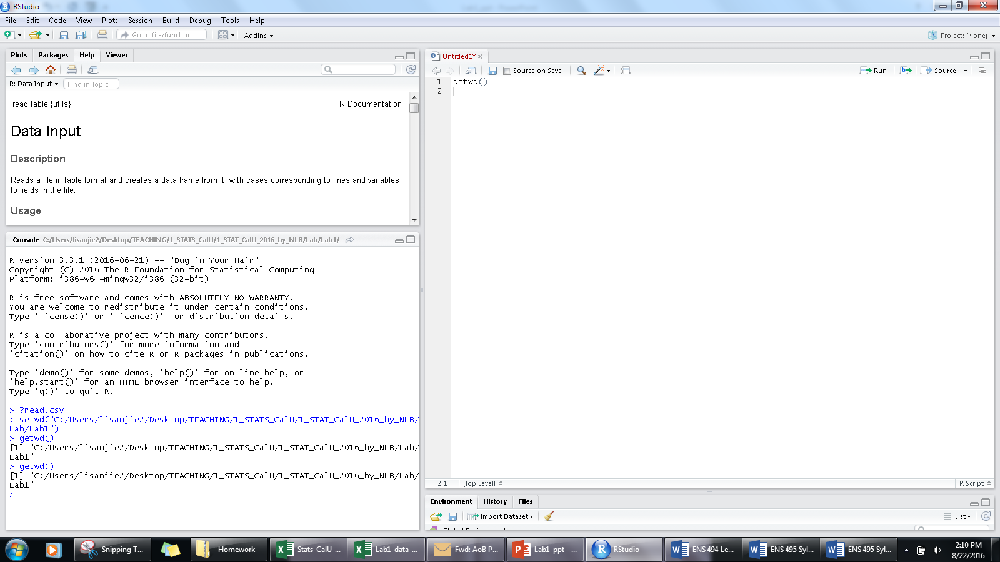 RStudio
File Edit Code View Plots Session Build Debug Tools Help
Go to file/function Addins Project: (None)
Plots Packages Help Viewer
R: Data Input Find in Topic
read.table {utils} R Documentation
Data Input
Description
Reads a file in table format and creates a data frame from it, with cases corresponding to lines and variables
to fields in the file.
Usage
Console C:/Users/lisanjie2/Desktop/TEACHING/1_STATS_CalU/1_STAT_CalU_2016_by_NLB/Lab/Lab1/
R version 3.3.1 (2016-06-21) -- "Bug in Your Hair"
Copyright (C) 2016 The R Foundation for Statistical Computing
Platform: i386-w64-mingw32/i386 (32-bit)
R is free software and comes with ABSOLUTELY NO WARRANTY.
You are welcome to redistribute it under certain conditions.
Type 'license()' or 'licence()' for distribution details.
R is a collaborative project with many contributors.
Type 'contributors()' for more information and
'citation()' on how to cite R or R packages in publications.
Type 'demo()' for some demos, 'help()' for on-line help, or
'help.start()' for an HTML browser interface to help.
Type 'q()' to quit R.
> ?read.csv
> setwd("C:/Users/lisanjie2/Desktop/TEACHING/1_STATS_CalU/1_STAT_CalU_2016_by_NLB/
Lab/Lab1")
> getwd()
[1] "C:/Users/lisanjie2/Desktop/TEACHING/1_STATS_CalU/1_STAT_CalU_2016_by_NLB/Lab/
Lab1"
> getwd()
[1] "C:/Users/lisanjie2/Desktop/TEACHING/1_STATS_CalU/1_STAT_CalU_2016_by_NLB/Lab/
Lab1"
>
Untitled1*
Source on Save Run Source
1 getwd()
2
2:1 (Top Level) R Script
Environment History Files
Import Dataset List
Global Environment
Snipping T... Homework Stats_CalU_... Lab1_data_... Fwd: AoB P... Lab1_ppt - ... RStudio ENS 494 Le... ENS 495 Syl... ENS 495 Syl...
2:10 PM
8/22/2016